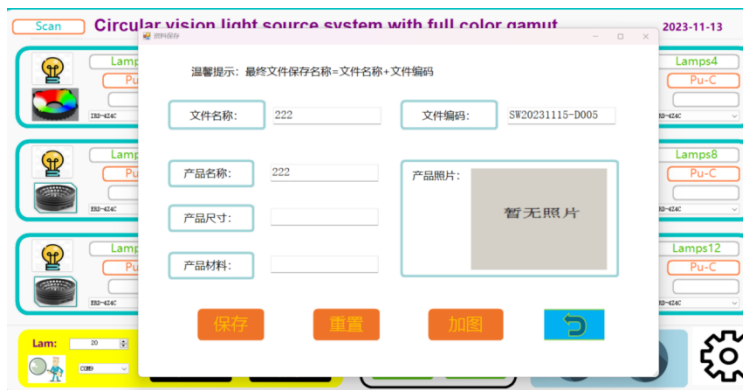 Scan
Circular vision light source system with full color gamut
2023-11-13
资料保存
温馨提示：最终文件保存名称=文件名称+文件编码
文件名称： 222
文件编码： SW20231115-D005
产品名称： 222
产品照片：
暂无照片
产品尺寸：
产品材料：
保存
重置
加图
Lamps4
Pu-C
Lamps8
Pu-C
Lamps12
Pu-C
Lam: 20
COM9